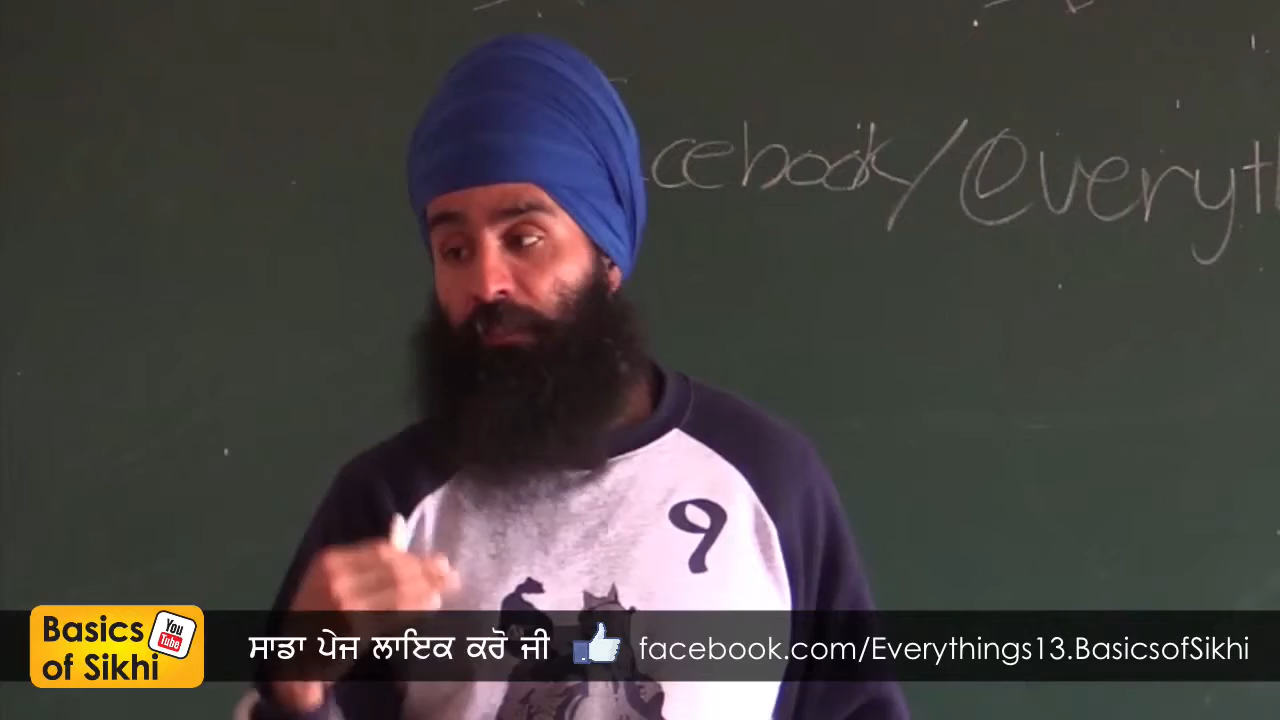 cebook/everyth
9
Basics
of Sikhi
You
Tube
ਸਾਡਾ ਪੇਜ ਲਾਇਕ ਕਰੋ ਜੀ
facebook.com/Everythings13.BasicsofSikhi